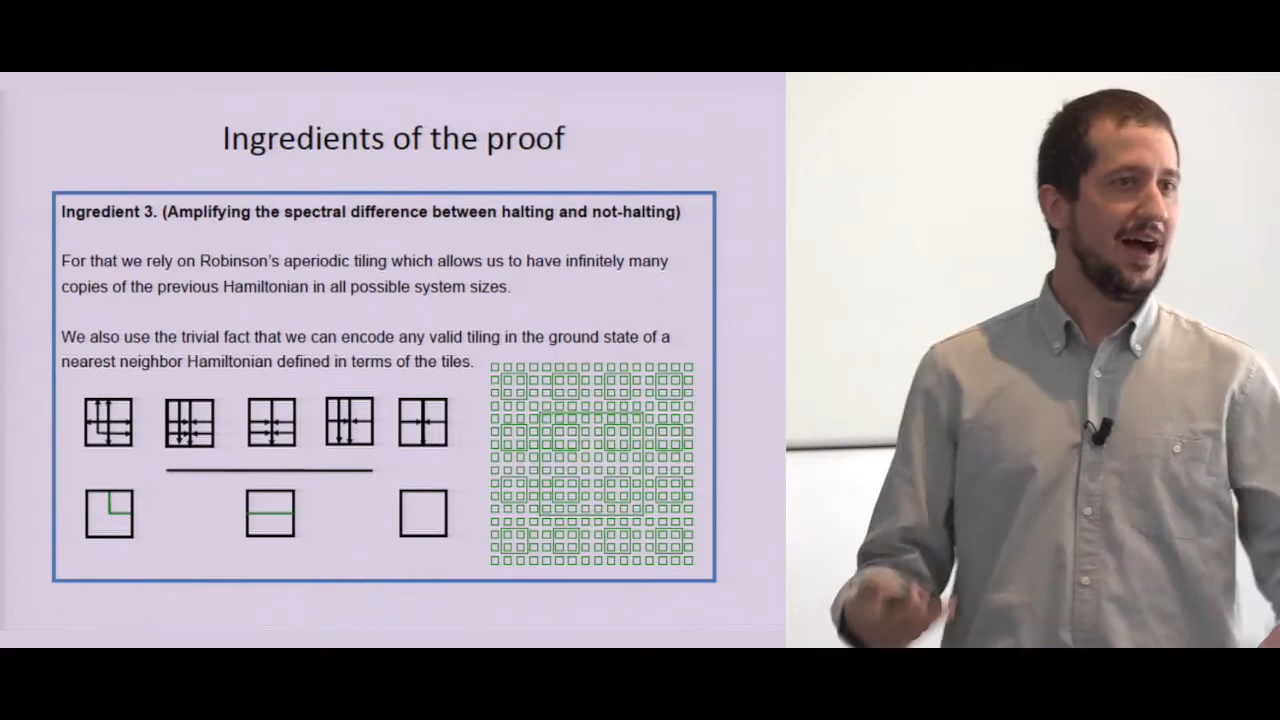 Ingredients of the proof
Ingredient 3. (Amplifying the spectral difference between halting and not-halting)
For that we rely on Robinson's aperiodic tiling which allows us to have infinitely many
copies of the previous Hamiltonian in all possible system sizes.
We also use the trivial fact that we can encode any valid tiling in the ground state of a
nearest neighbor Hamiltonian defined in terms of the tiles.